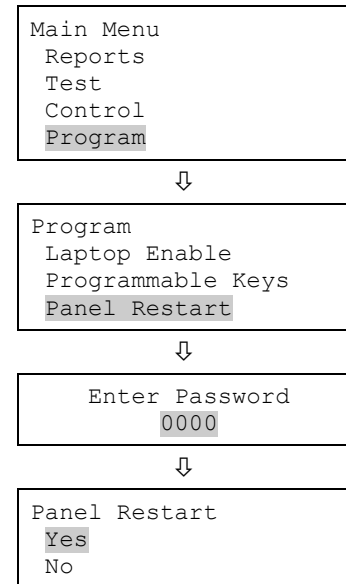 Main Menu
Reports
Test
Control
Program
⇩
Program
Laptop Enable
Programmable Keys
Panel Restart
⇩
Enter Password
0000
⇩
Panel Restart
Yes
No